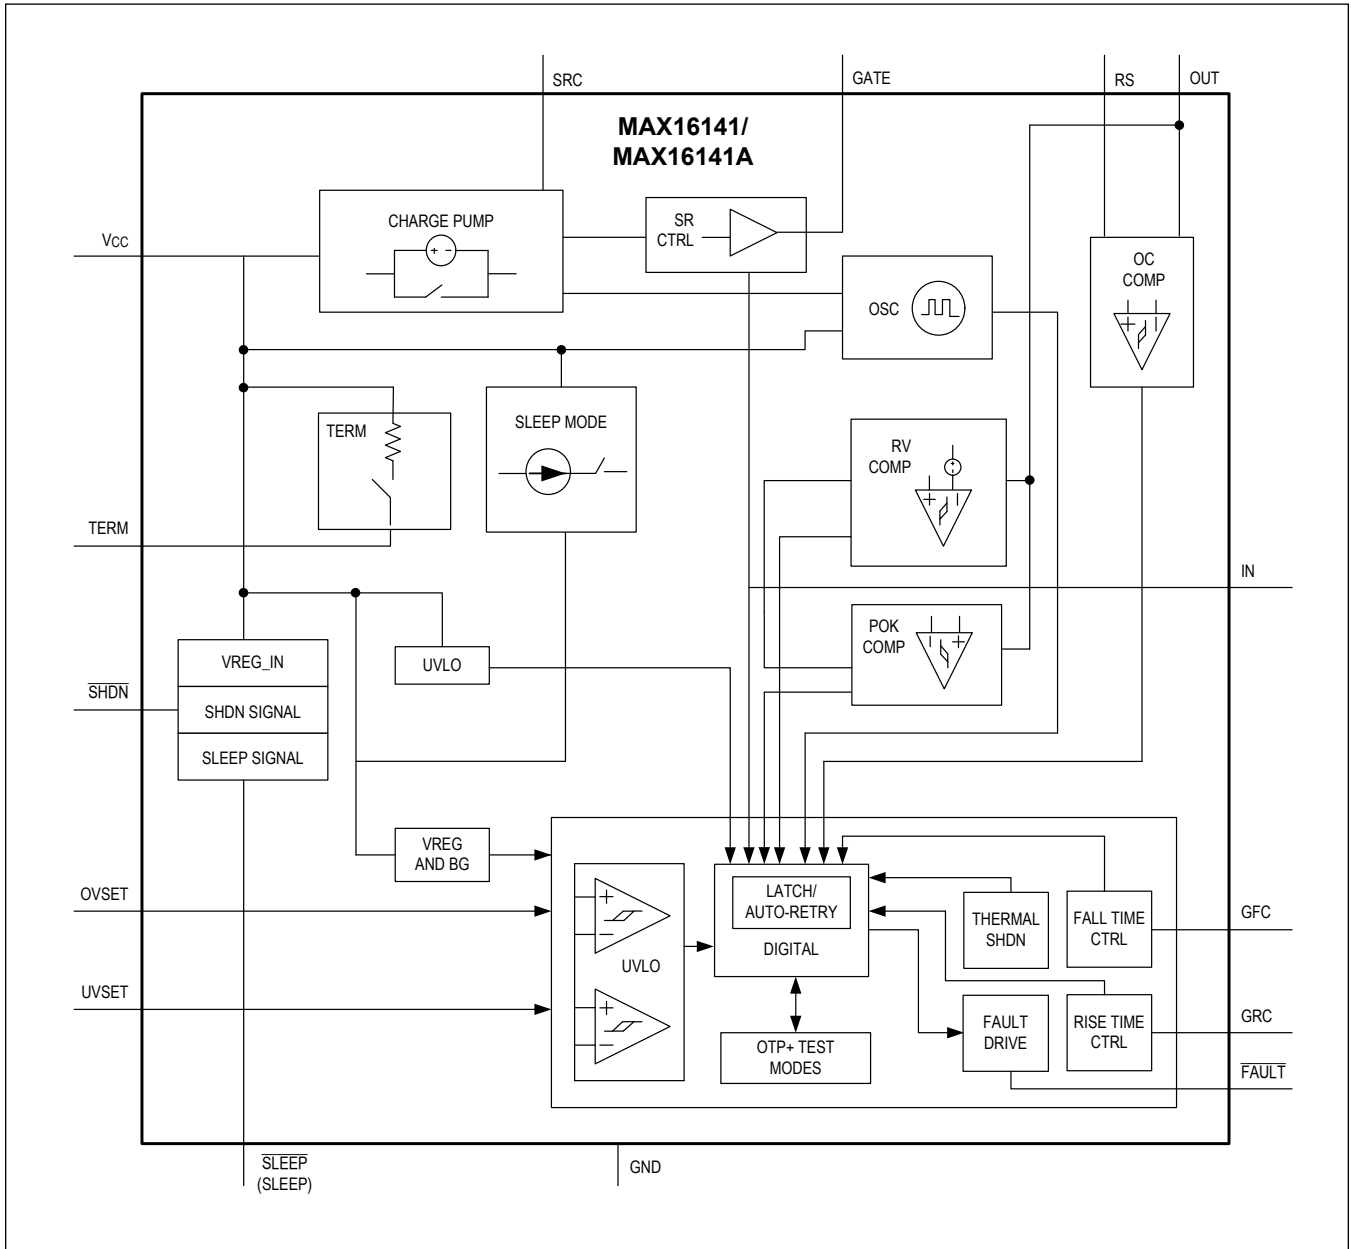 SRC
GATE
RS
OUT
MAX16141/
MAX16141A
VCC
CHARGE PUMP
+ -
SR
CTRL
OSC
OC
COMP
+ -
TERM
SLEEP MODE
RV
COMP
+ -
TERM
IN
POK
COMP
- +
VREG_IN
UVLO
SHDN
SHDN SIGNAL
SLEEP SIGNAL
VREG
AND BG
OVSET
+
-
UVLO
LATCH/
AUTO-RETRY
DIGITAL
THERMAL
SHDN
FALL TIME
CTRL
GFC
UVSET
+
-
OTP+ TEST
MODES
FAULT
DRIVE
RISE TIME
CTRL
GRC
FAULT
SLEEP
(SLEEP)
GND